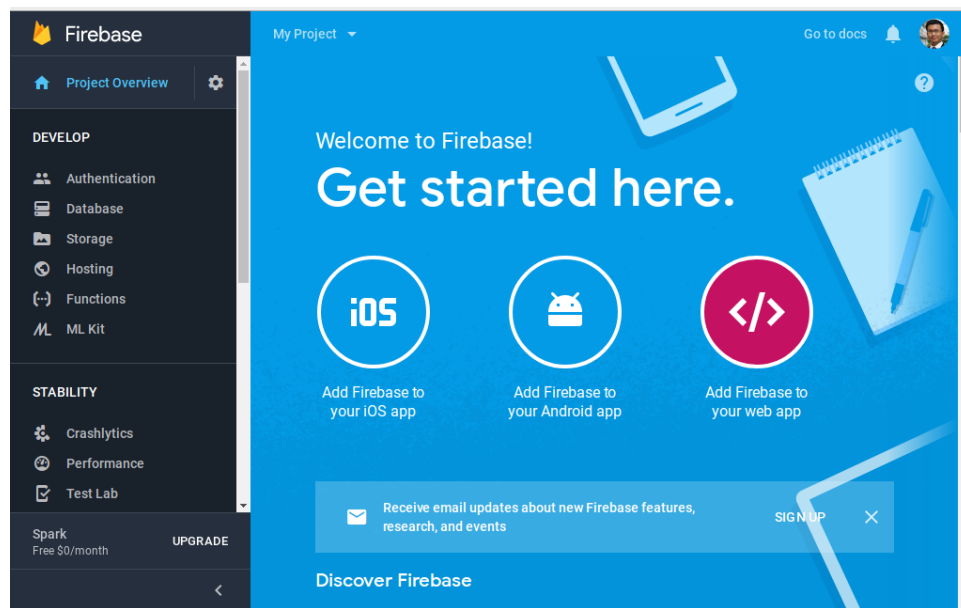 Firebase
My Project
Go to docs
Project Overview
DEVELOP
Authentication
Database
Storage
Hosting
Functions
ML Kit
STABILITY
Crashlytics
Performance
Test Lab
Spark
Free $0/month
UPGRADE
Welcome to Firebase!
Get started here.
iOS
</>
Add Firebase to
your iOS app
Add Firebase to
your Android app
Add Firebase to
your web app
Receive email updates about new Firebase features,
research, and events
SIGN UP
Discover Firebase